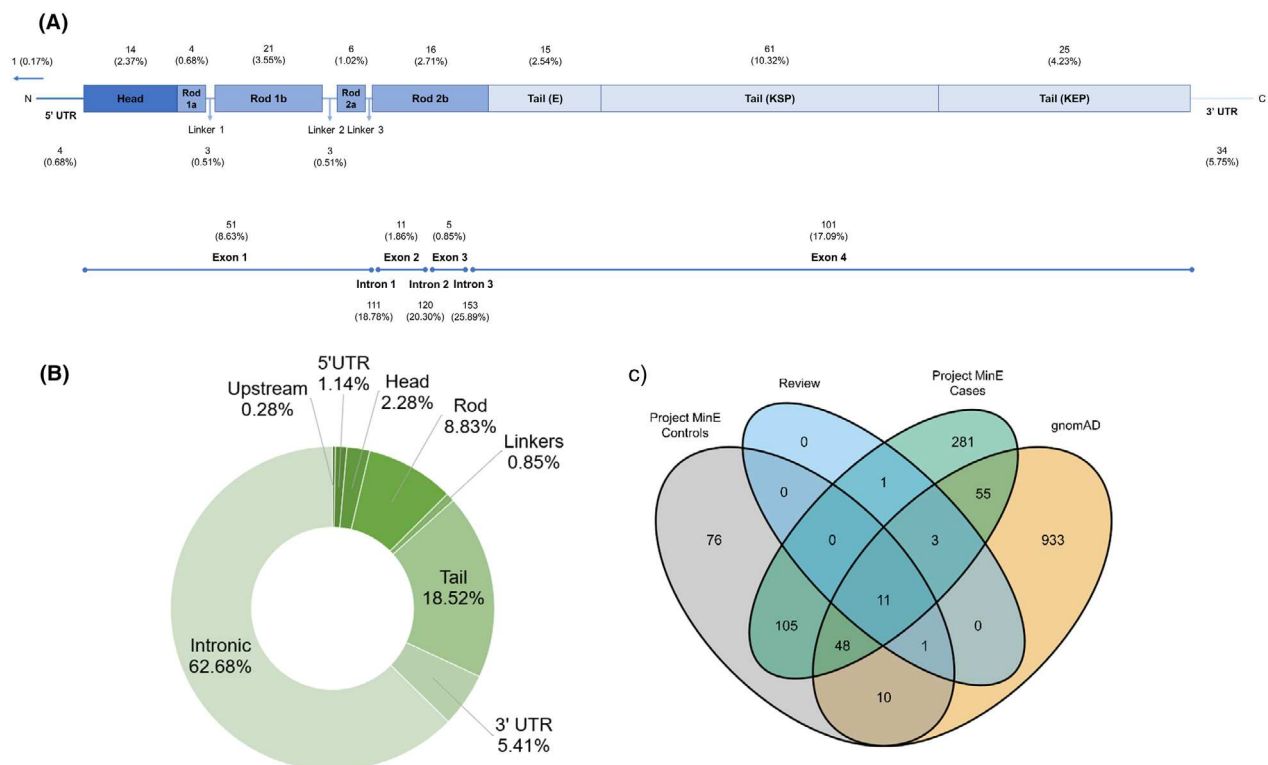 (A)
14
(2.37%)
4
(0.68%)
21
(3.55%)
6
(1.02%)
16
(2.71%)
15
(2.54%)
61
(10.32%)
25
(4.23%)
1 (0.17%)
N
Head
Rod
1a
Rod 1b
Rod
2a
Rod 2b
Tail (E)
Tail (KSP)
Tail (KEP)
C
5' UTR
Linker 1
Linker 2
Linker 3
3' UTR
4
(0.68%)
3
(0.51%)
3
(0.51%)
34
(5.75%)
51
(8.63%)
11
(1.86%)
5
(0.85%)
101
(17.09%)
Exon 1
Exon 2
Exon 3
Exon 4
Intron 1
Intron 2
Intron 3
111
(18.78%)
120
(20.30%)
153
(25.89%)
(B)
Upstream
0.28%
5'UTR
1.14%
Head
2.28%
Rod
8.83%
Linkers
0.85%
Tail
18.52%
3' UTR
5.41%
Intronic
62.68%
c)
Project MinE
Controls
Review
Project MinE
Cases
gnomAD
0
281
0
1
55
76
0
3
933
11
105
48
1
0
10